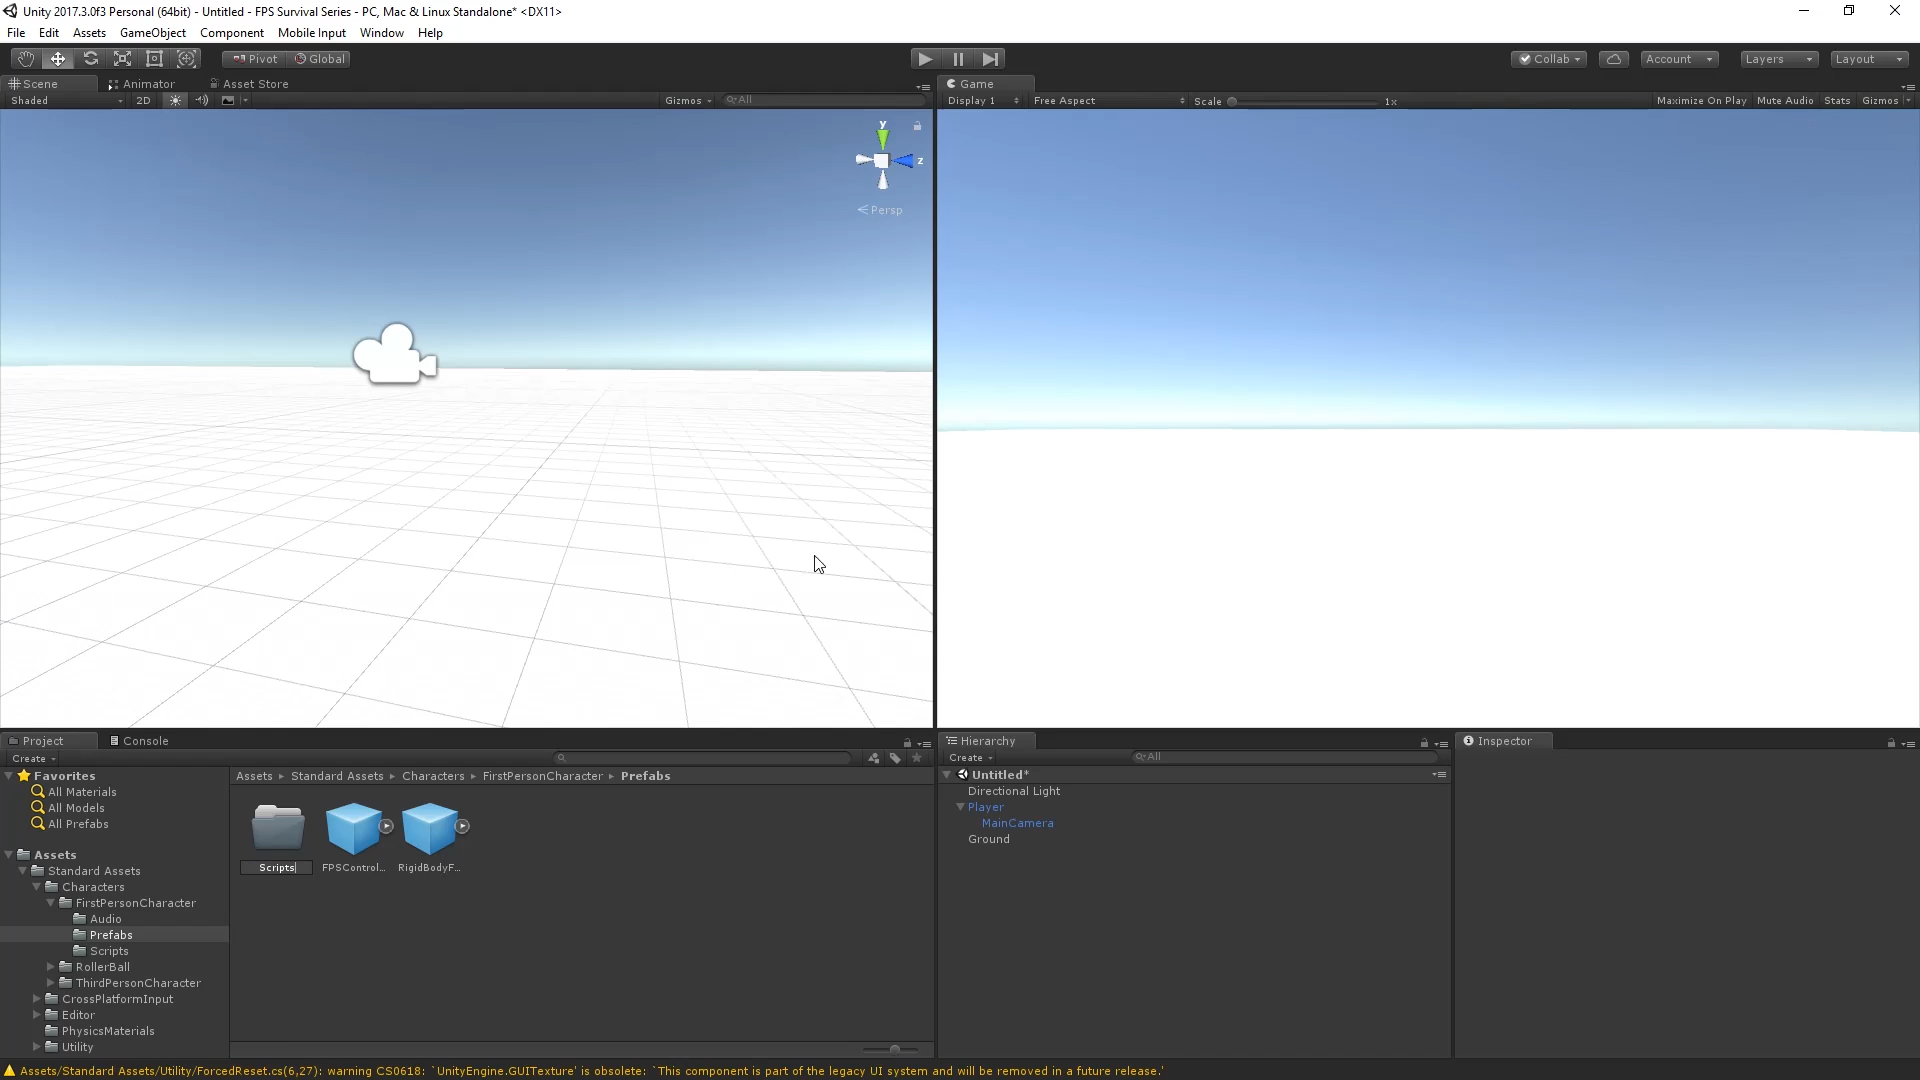 Unity 2017.3.0f3 Personal (64bit) - Untitled - FPS Survival Series - PC, Mac & Linux Standalone* <DX11>
File Edit Assets GameObject Component Mobile Input Window Help
Pivot Global Collab Account Layers Layout
Scene Animator Asset Store Game
Shaded 2D Gizmos All Display 1 Free Aspect Scale 1x Maximize On Play Mute Audio Stats Gizmos
y
z
Persp
Project Console Hierarchy Inspector
Create Create All
Favorites
All Materials
All Models
All Prefabs
Assets
Standard Assets
Characters
FirstPersonCharacter
Audio
Prefabs
Scripts
RollerBall
ThirdPersonCharacter
CrossPlatformInput
Editor
PhysicsMaterials
Utility
Assets Standard Assets Characters FirstPersonCharacter Prefabs
Scripts FPSControl... RigidBodyF...
Untitled*
Directional Light
Player
MainCamera
Ground
Assets/Standard Assets/Utility/ForcedReset.cs(6,27): warning CS0618: `UnityEngine.GUITexture' is obsolete: `This component is part of the legacy UI system and will be removed in a future release.'